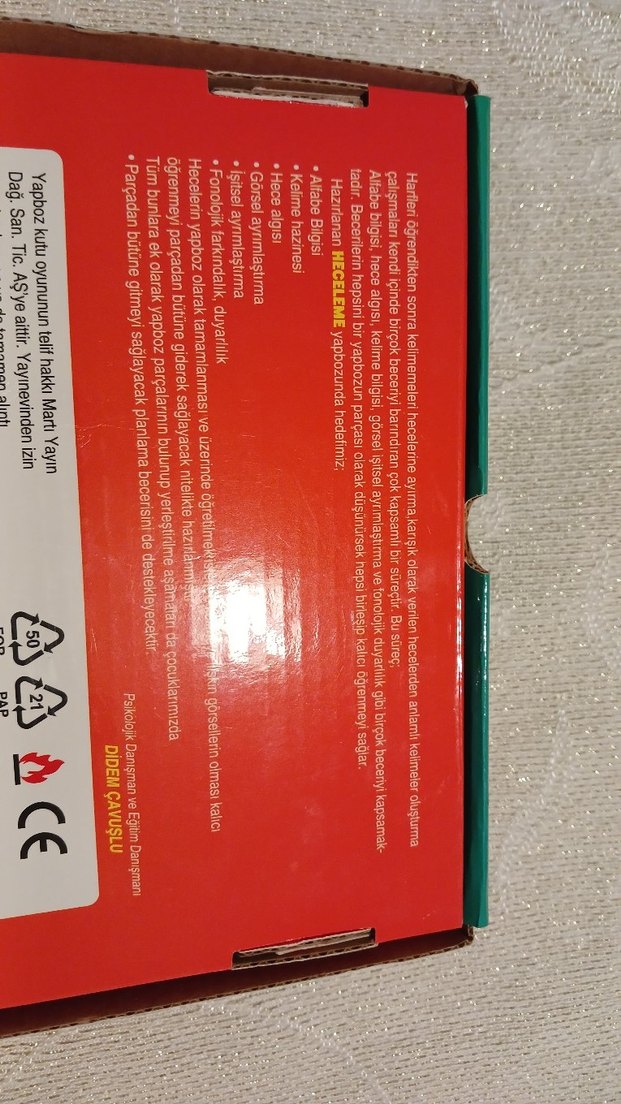 Harfleri öğrendikten sonra kelimemeleri hecelerine ayırma,karışık olarak verilen hecelerden anlamlı kelimeler oluşturma
çalışmaları kendi içinde birçok beceriyi barındıran çok kapsamlı bir süreçtir. Bu süreç;
Alfabe bilgisi, hece algısı, kelime bilgisi, görsel işitsel ayrımlaştırma ve fonolojik duyarlılık gibi birçok beceriyi kapsamak-
tadır. Becerilerin hepsini bir yapbozun parçası olarak düşünürsek hepsi birleşip kalıcı öğrenmeyi sağlar.
Hazırlanan HECELEME yapbozunda hedefimiz;
• Alfabe Bilgisi
• Kelime hazinesi
• Hece algısı
• Görsel ayrımlaştırma
• İşitsel ayrımlaştırma
• Fonolojik farkındalık, duyarlılık
Hecelerin yapboz olarak tamamlanması ve üzerinde görsellerin olması kalıcı
öğrenmeyi parçadan bütüne giderek sağlayacak nitelikte
Tüm bunlara ek olarak yapboz parçalarının bulunup yerleştirilme aşamaları da çocuklarımızda
• Parçadan bütüne gitmeyi sağlayacak planlama becerisini de destekleyecektir.
Psikolojik Danışman ve Eğitim Danışmanı
DİDEM ÇAVUŞLU
Yapboz kutu oyununun telif hakkı Martı Yayın
Dağ. San. Tic. AŞ'ye aittir. Yayınevinden izin
tamamen alıntı
50
21
PAP
CE